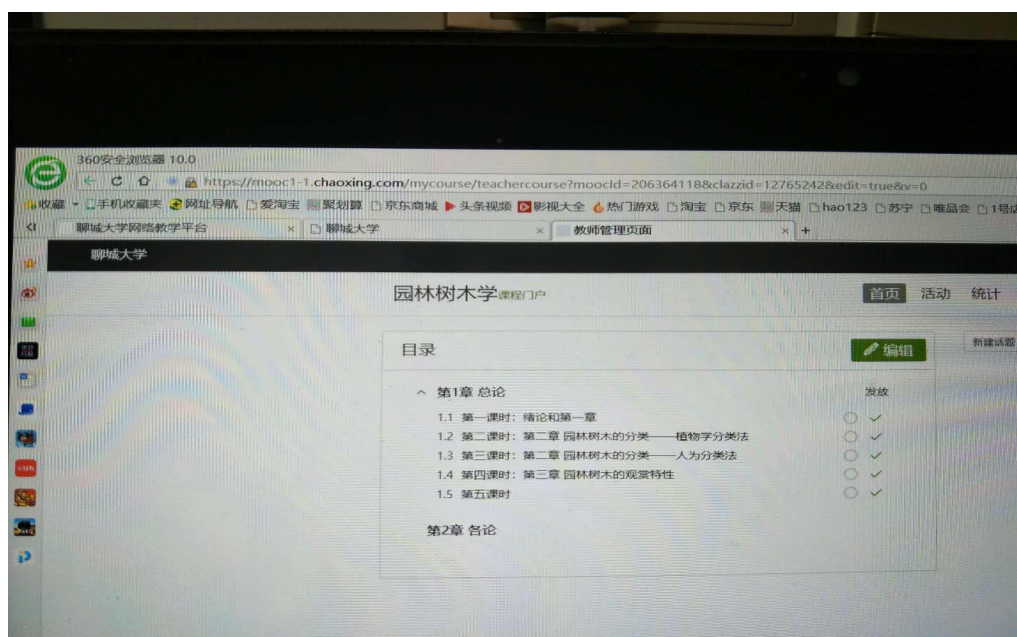 360安全浏览器 10.0
https://mooc1-1.chaoxing.com/mycourse/teachercourse?moocId=206364118&clazzid=12765242&edit=true&v=0
收藏 手机收藏夹 网址导航 爱淘宝 聚划算 京东商城 头条视频 影视大全 热门游戏 淘宝 京东 天猫 hao123 苏宁 唯品会 1号店
聊城大学网络教学平台 × 聊城大学 × 教师管理页面 × +
聊城大学
园林树木学课程门户 首页 活动 统计
目录 编辑 新建话题
第1章 总论 发放
1.1 第一课时：绪论和第一章
1.2 第二课时：第二章 园林树木的分类——植物学分类法
1.3 第三课时：第二章 园林树木的分类——人为分类法
1.4 第四课时：第三章 园林树木的观赏特性
1.5 第五课时
第2章 各论